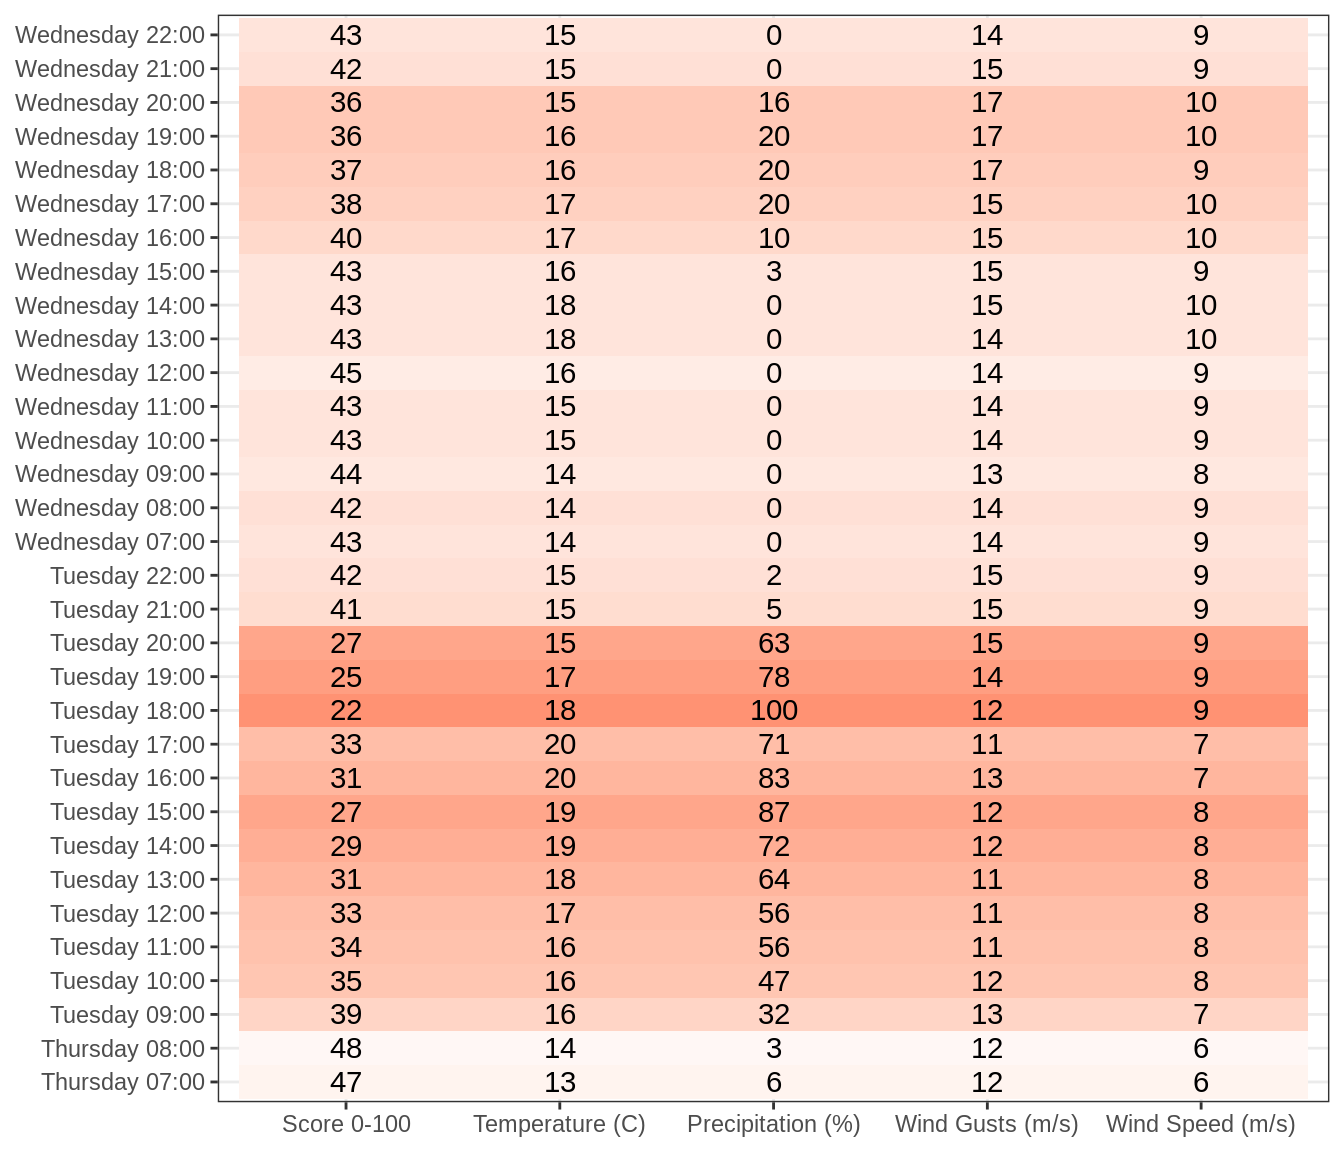 Wednesday 22:00 43 15 0 14 9
Wednesday 21:00 42 15 0 15 9
Wednesday 20:00 36 15 16 17 10
Wednesday 19:00 36 16 20 17 10
Wednesday 18:00 37 16 20 17 9
Wednesday 17:00 38 17 20 15 10
Wednesday 16:00 40 17 10 15 10
Wednesday 15:00 43 16 3 15 9
Wednesday 14:00 43 18 0 15 10
Wednesday 13:00 43 18 0 14 10
Wednesday 12:00 45 16 0 14 9
Wednesday 11:00 43 15 0 14 9
Wednesday 10:00 43 15 0 14 9
Wednesday 09:00 44 14 0 13 8
Wednesday 08:00 42 14 0 14 9
Wednesday 07:00 43 14 0 14 9
Tuesday 22:00 42 15 2 15 9
Tuesday 21:00 41 15 5 15 9
Tuesday 20:00 27 15 63 15 9
Tuesday 19:00 25 17 78 14 9
Tuesday 18:00 22 18 100 12 9
Tuesday 17:00 33 20 71 11 7
Tuesday 16:00 31 20 83 13 7
Tuesday 15:00 27 19 87 12 8
Tuesday 14:00 29 19 72 12 8
Tuesday 13:00 31 18 64 11 8
Tuesday 12:00 33 17 56 11 8
Tuesday 11:00 34 16 56 11 8
Tuesday 10:00 35 16 47 12 8
Tuesday 09:00 39 16 32 13 7
Thursday 08:00 48 14 3 12 6
Thursday 07:00 47 13 6 12 6
Score 0-100 Temperature (C) Precipitation (%) Wind Gusts (m/s) Wind Speed (m/s)